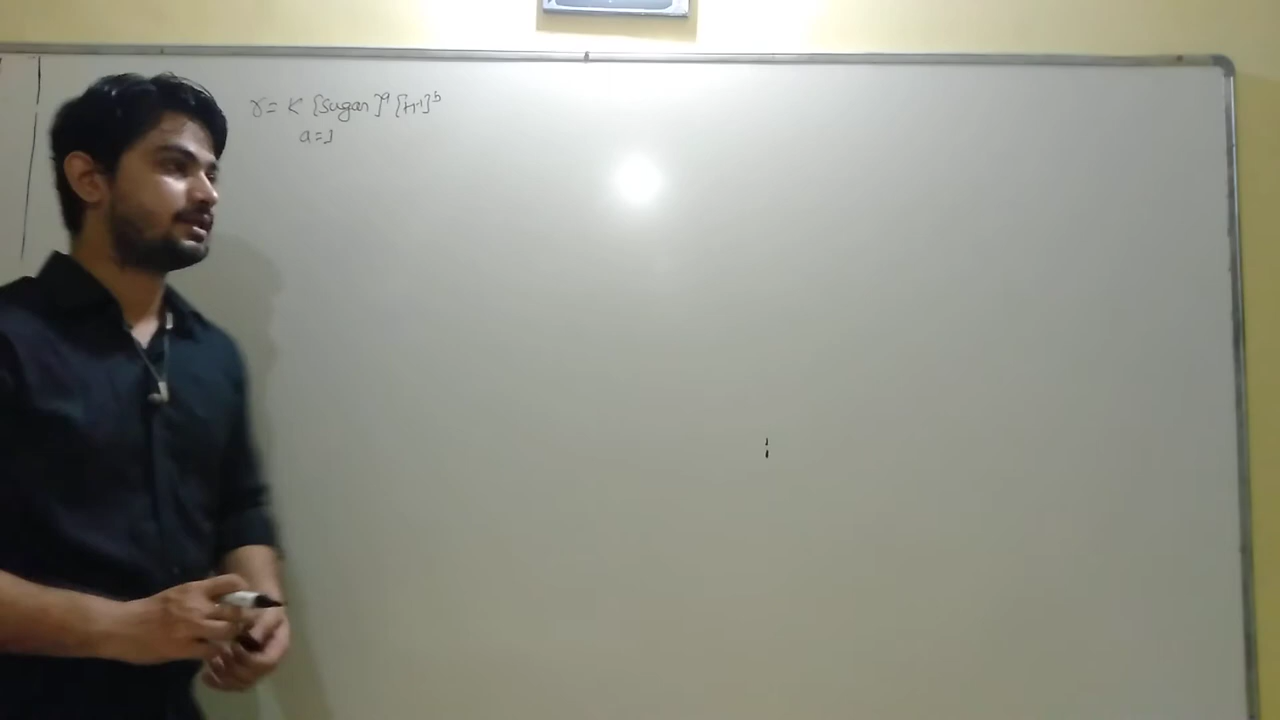 r = K [Sugar]^a [H+]^b
a=1